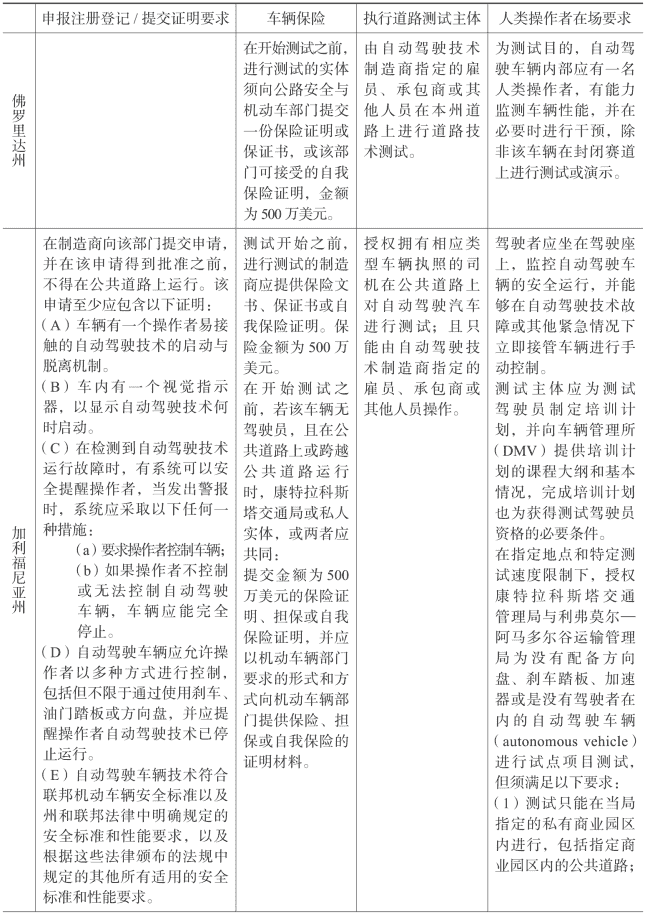 申报注册登记/提交证明要求
车辆保险
执行道路测试主体
人类操作者在场要求
佛罗里达州
在开始测试之前,
进行测试的实体
须向公路安全与
机动车部门提交
一份保险证明或
保证书，或该部
门可接受的自我
保险证明，金额
为 500 万美元。
由自动驾驶技术
制造商指定的雇
员、承包商或其
他人员在本州道
路上进行道路技
术测试。
为测试目的，自动驾
驶车辆内部应有一名
人类操作者，有能力
监测车辆性能，并在
必要时进行干预，除
非该车辆在封闭赛道
上进行测试或演示。
加利福尼亚州
在制造商向该部门提交申请，
并在该申请得到批准之前，
不得在公共道路上运行。该
申请至少应包含以下证明：
（A）车辆有一个操作者易接
触的自动驾驶技术的启动与
脱离机制。
（B）车内有一个视觉指示
器，以显示自动驾驶技术何
时启动。
（C）在检测到自动驾驶技术
运行故障时，有系统可以安
全提醒操作者，当发出警报
时，系统应采取以下任何一
种措施：
（a）要求操作者控制车辆；
（b）如果操作者不控制
或无法控制自动驾驶
车辆，车辆应能完全
停止。
（D）自动驾驶车辆应允许操
作者以多种方式进行控制，
包括但不限于通过使用刹车、
油门踏板或方向盘，并应提
醒操作者自动驾驶技术已停
止运行。
（E）自动驾驶车辆技术符合
联邦机动车辆安全标准以及
州和联邦法律中明确规定的
安全标准和性能要求，以及
根据这些法律颁布的法规中
规定的其他所有适用的安全
标准和性能要求。
测试开始之前，
进行测试的制造
商应提供保险文
书、保证书或自
我保险证明。保
险金额为 500 万
美元。
在开始测试之
前，若该车辆无
驾驶员，且在公
共道路上或跨越
公共道路运行
时，康特拉科斯
塔交通局或私人
实体，或两者应
共同：
提交金额为 500
万美元的保险证
明、担保或自我
保险证明，并应
以机动车辆部门
要求的形式和方
式向机动车辆部
门提供保险、担
保或自我保险的
证明材料。
授权拥有相应类
型车辆执照的司
机在公共道路上
对自动驾驶汽车
进行测试；且只
能由自动驾驶技
术制造商指定的
雇员、承包商或
其他人员操作。
驾驶者应坐在驾驶座
上，监控自动驾驶车
辆的安全运行，并能
够在自动驾驶技术故
障或其他紧急情况下
立即接管车辆进行手
动控制。
测试主体应为测试
驾驶员制定培训计
划，并向车辆管理所
（DMV）提供培训计
划的课程大纲和基本
情况，完成培训计划
也为获得测试驾驶员
资格的必要条件。
在指定地点和特定测
试速度限制下，授权
康特拉科斯塔交通
管理局与利弗莫尔—
阿马多尔谷运输管理
局为没有配备方向
盘、刹车踏板、加速
器或是没有驾驶者在
内的自动驾驶车辆
（autonomous vehicle）
进行试点项目测试，
但须满足以下要求：
（1）测试只能在当局
指定的私有商业园区
内进行，包括指定商
业园区内的公共道路；